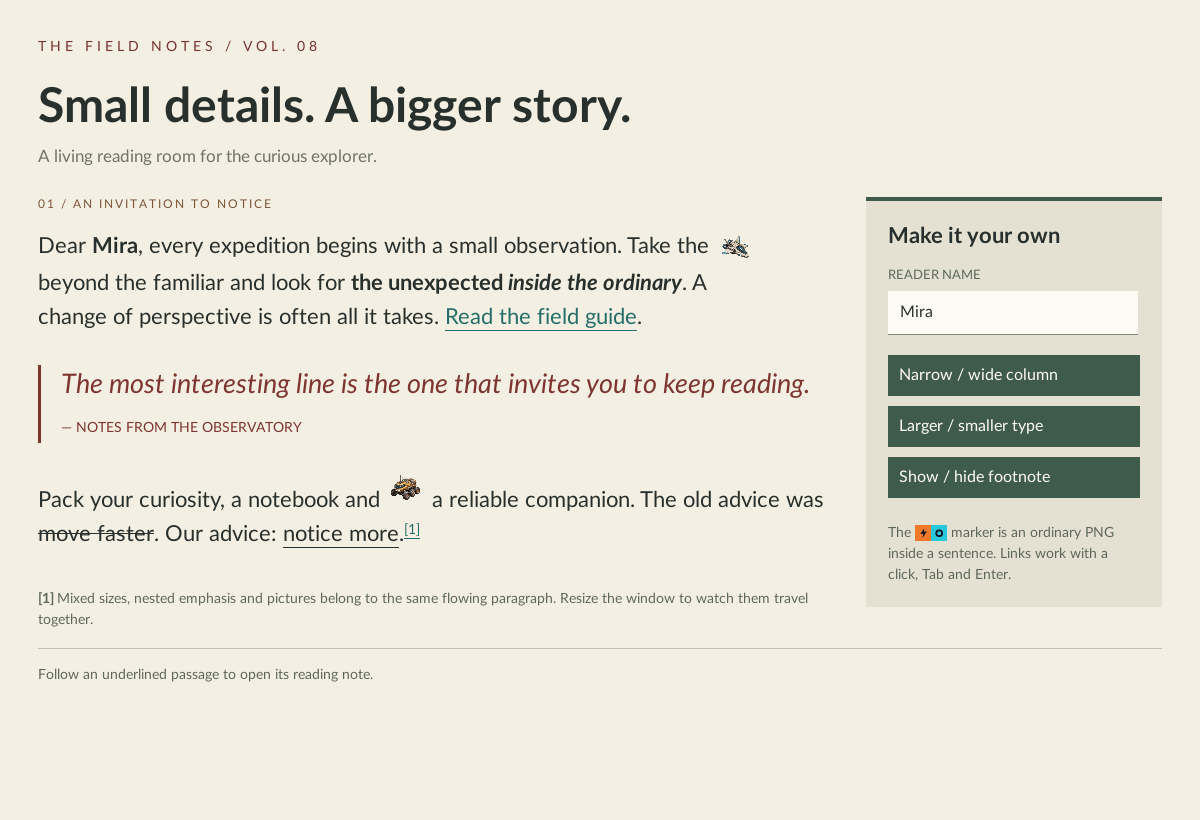 THE FIELD NOTES / VOL. 08
Small details. A bigger story.
A living reading room for the curious explorer.
01 / AN INVITATION TO NOTICE
Dear Mira, every expedition begins with a small observation. Take the
beyond the familiar and look for the unexpected inside the ordinary. A
change of perspective is often all it takes. Read the field guide.
The most interesting line is the one that invites you to keep reading.
— NOTES FROM THE OBSERVATORY
Pack your curiosity, a notebook and a reliable companion. The old advice was
move faster. Our advice: notice more.[1]
[1] Mixed sizes, nested emphasis and pictures belong to the same flowing paragraph. Resize the window to watch them travel
together.
Make it your own
READER NAME
Mira
Narrow / wide column
Larger / smaller type
Show / hide footnote
The marker is an ordinary PNG
inside a sentence. Links work with a
click, Tab and Enter.
Follow an underlined passage to open its reading note.